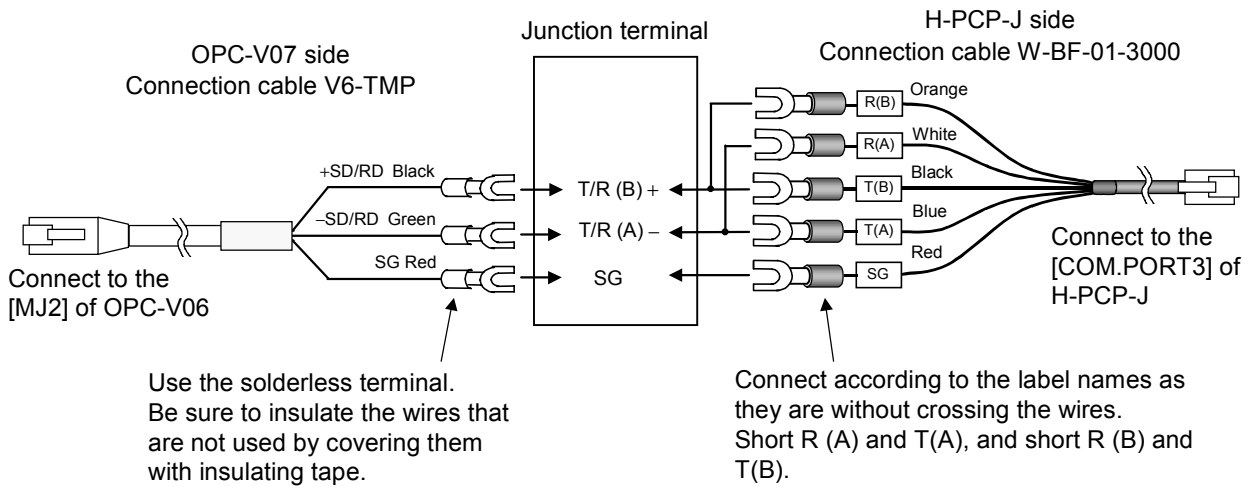 OPC-V07 side
Connection cable V6-TMP
Junction terminal
H-PCP-J side
Connection cable W-BF-01-3000
+SD/RD Black
–SD/RD Green
SG Red
T/R (B) +
T/R (A) –
SG
R(B)
Orange
R(A)
White
T(B)
Black
T(A)
Blue
SG
Red
Connect to the
[MJ2] of OPC-V06
Connect to the
[COM.PORT3] of
H-PCP-J
Use the solderless terminal.
Be sure to insulate the wires that
are not used by covering them
with insulating tape.
Connect according to the label names as
they are without crossing the wires.
Short R (A) and T(A), and short R (B) and
T(B).